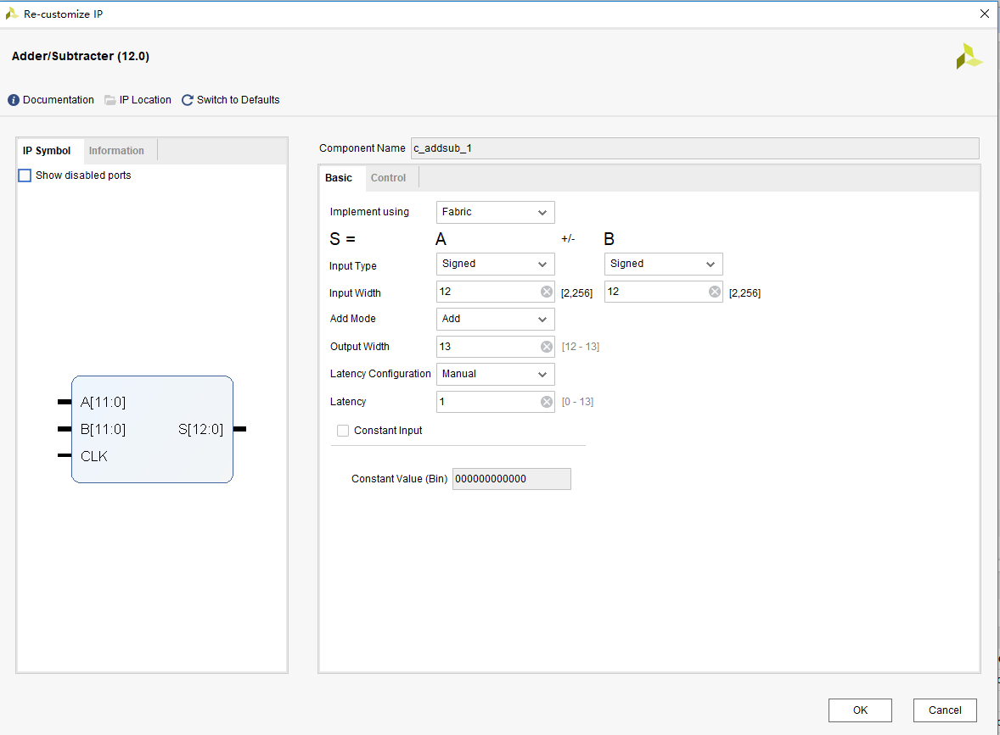 Re-customize IP
Adder/Subtracter (12.0)
Documentation IP Location Switch to Defaults
IP Symbol Information
Show disabled ports
A[11:0]
B[11:0] S[12:0]
CLK
Component Name c_addsub_1
Basic Control
Implement using Fabric
S = A +/- B
Input Type Signed Signed
Input Width 12 [2,256] 12 [2,256]
Add Mode Add
Output Width 13 [12 - 13]
Latency Configuration Manual
Latency 1 [0 - 13]
Constant Input
Constant Value (Bin) 000000000000
OK Cancel